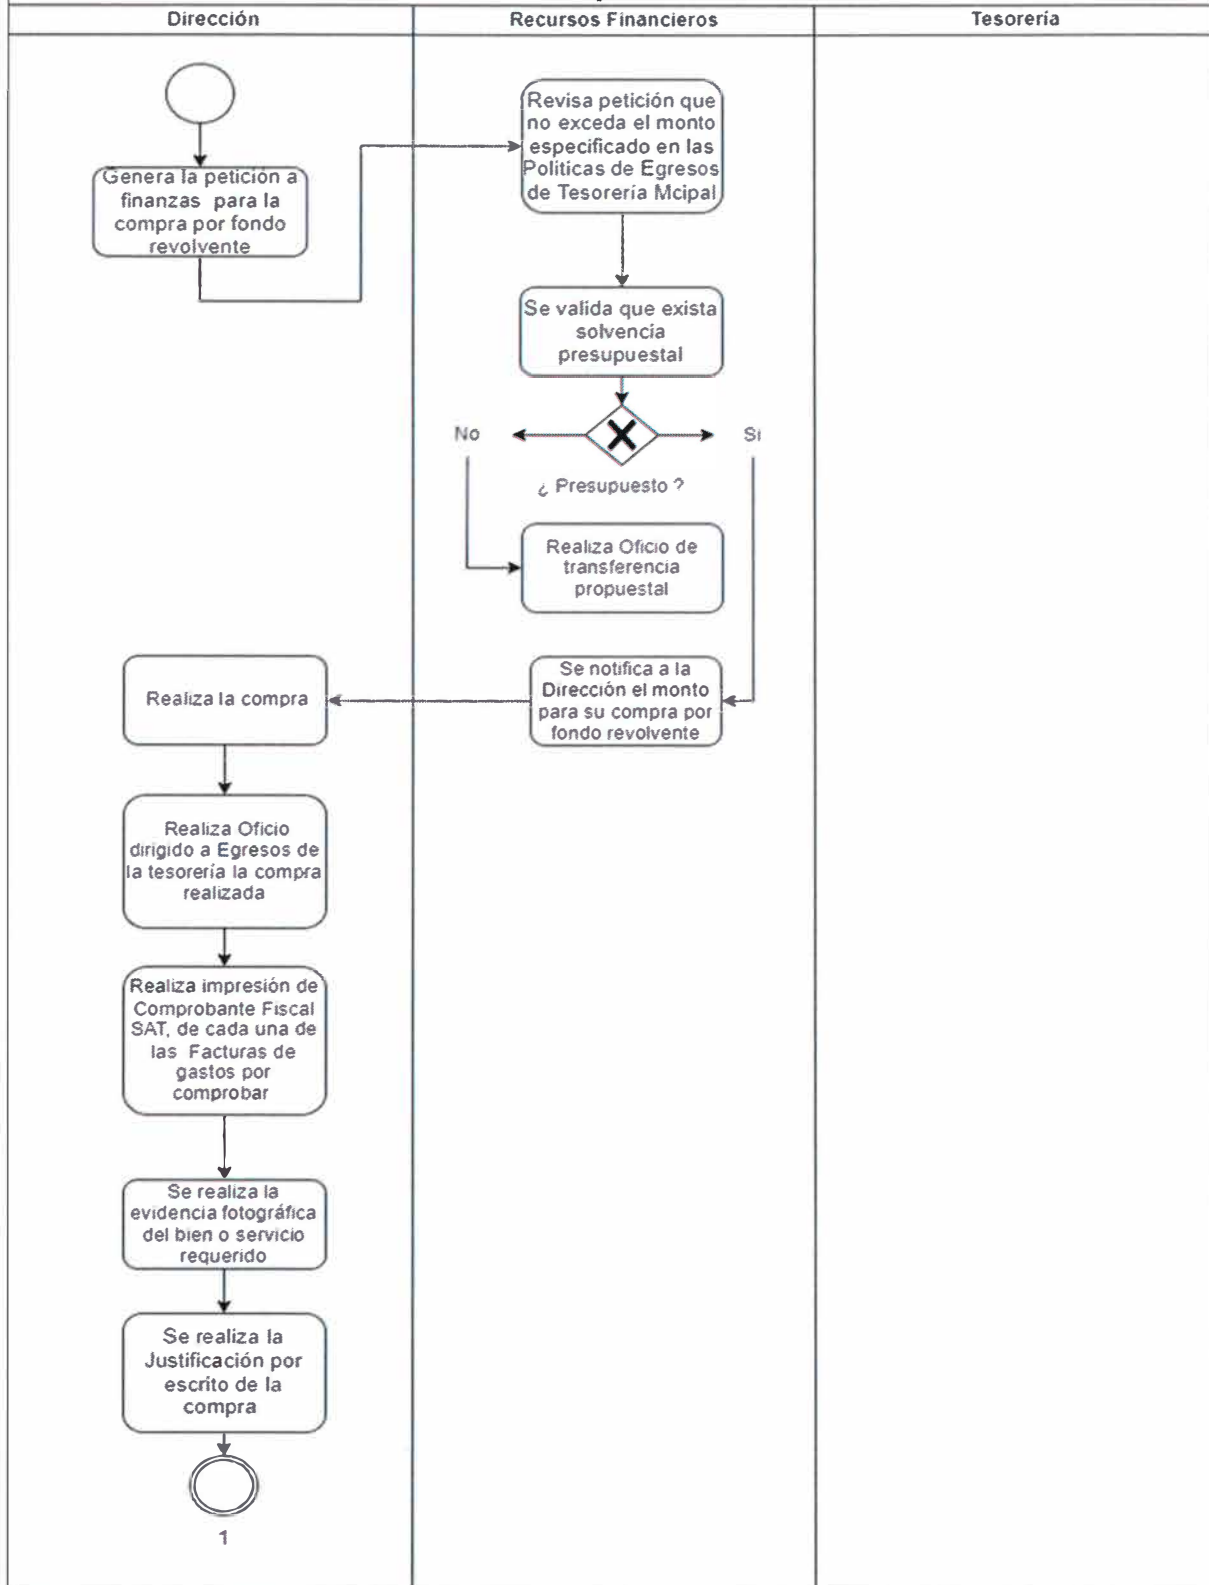 Dirección
Recursos Financieros
Tesorería
Genera la petición a
finanzas para la
compra por fondo
revolvente
Revisa petición que
no exceda el monto
especificado en las
Políticas de Egresos
de Tesorería Mcipal
Se valida que exista
solvencia
presupuestal
No
Si
¿ Presupuesto ?
Realiza Oficio de
transferencia
propuestal
Se notifica a la
Dirección el monto
para su compra por
fondo revolvente
Realiza la compra
Realiza Oficio
dirigido a Egresos de
la tesorería la compra
realizada
Realiza impresión de
Comprobante Fiscal
SAT, de cada una de
las Facturas de
gastos por
comprobar
Se realiza la
evidencia fotográfica
del bien o servicio
requerido
Se realiza la
Justificación por
escrito de la
compra
1